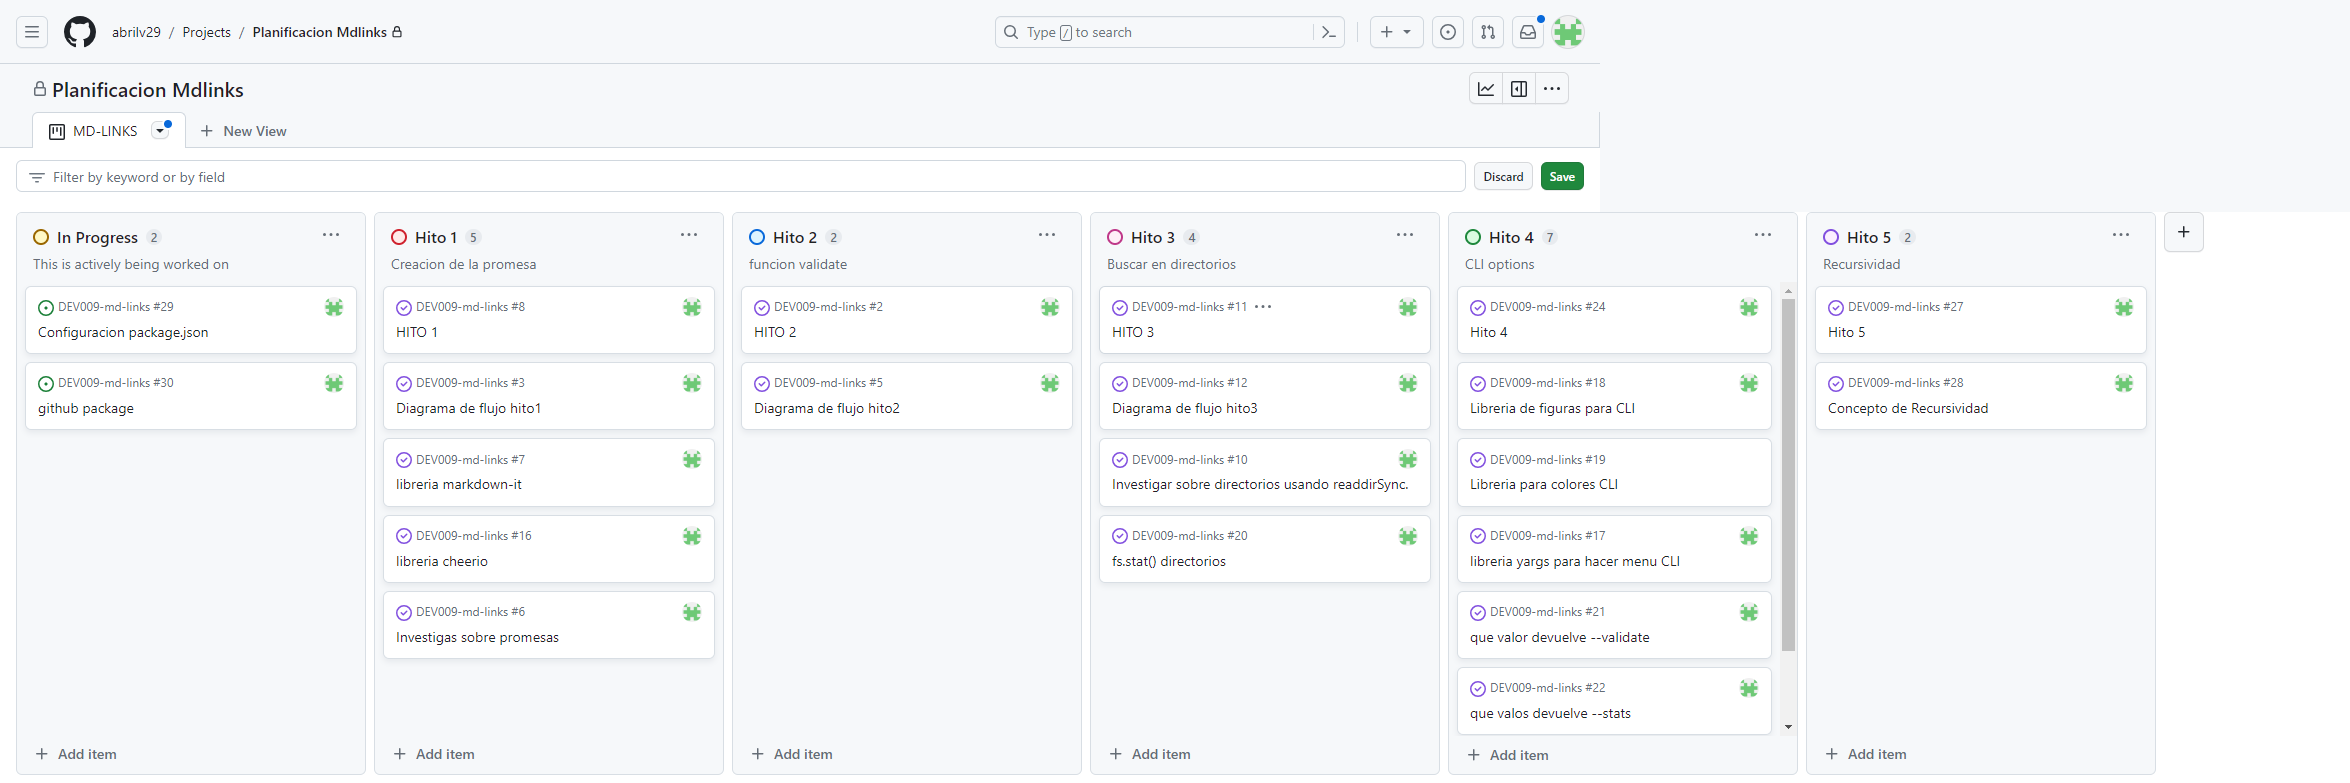 abrilv29 / Projects / Planificacion Mdlinks
Type / to search
Planificacion Mdlinks
MD-LINKS
New View
Filter by keyword or by field
Discard
Save
In Progress 2
This is actively being worked on
DEV009-md-links #29
Configuracion package.json
DEV009-md-links #30
github package
Add item
Hito 1 5
Creacion de la promesa
DEV009-md-links #8
HITO 1
DEV009-md-links #3
Diagrama de flujo hito1
DEV009-md-links #7
libreria markdown-it
DEV009-md-links #16
libreria cheerio
DEV009-md-links #6
Investigas sobre promesas
Add item
Hito 2 2
funcion validate
DEV009-md-links #2
HITO 2
DEV009-md-links #5
Diagrama de flujo hito2
Add item
Hito 3 4
Buscar en directorios
DEV009-md-links #11
HITO 3
DEV009-md-links #12
Diagrama de flujo hito3
DEV009-md-links #10
Investigar sobre directorios usando readdirSync.
DEV009-md-links #20
fs.stat() directorios
Add item
Hito 4 7
CLI options
DEV009-md-links #24
Hito 4
DEV009-md-links #18
Libreria de figuras para CLI
DEV009-md-links #19
Libreria para colores CLI
DEV009-md-links #17
libreria yargs para hacer menu CLI
DEV009-md-links #21
que valor devuelve --validate
DEV009-md-links #22
que valos devuelve --stats
Add item
Hito 5 2
Recursividad
DEV009-md-links #27
Hito 5
DEV009-md-links #28
Concepto de Recursividad
Add item